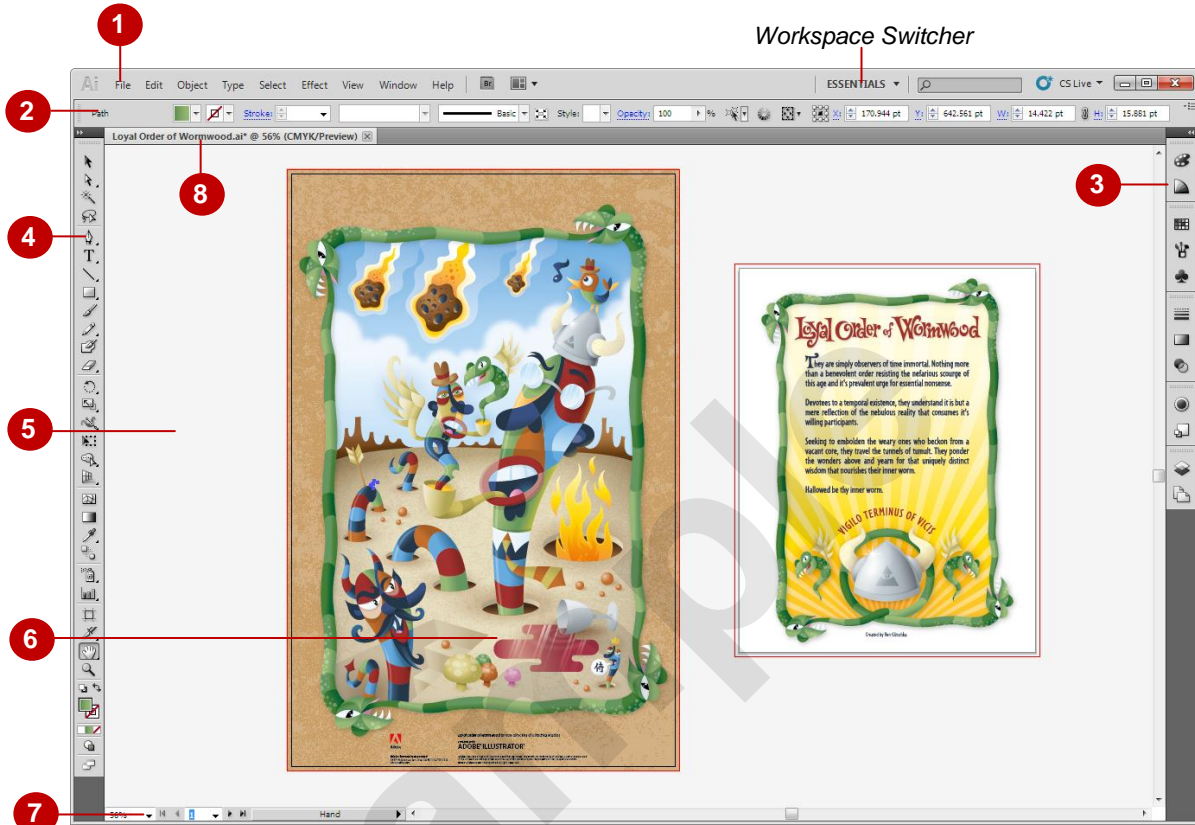 1
Workspace Switcher
Ai File Edit Object Type Select Effect View Window Help Br ESSENTIALS CS Live
2
Path Stroke: Basic Style: Opacity: 100 % X: 170.944 pt Y: 642.561 pt W: 14.422 pt H: 15.881 pt
Loyal Order of Wormwood.ai* @ 56% (CMYK/Preview)
8
3
4
T
5
6
7
Loyal Order of Wormwood
They are simply observers of time immortal. Nothing more
than a benevolent order resisting the nefarious scourge of
this age and it's prevalent urge for essential nonsense.
Devotees to a temporal existence, they understand it is but a
mere reflection of the nebulous reality that consumes it's
willing participants.
Seeking to embolden the weary ones who beckon from a
vacant core, they travel the tunnels of tumult. They ponder
the wonders above and yearn for that uniquely distinct
wisdom that nourishes their inner worm.
Hallowed be thy inner worm.
VIGILO TERMINUS OF VICIS
侍
Adobe
ADOBE® ILLUSTRATOR®
56% 1 Hand